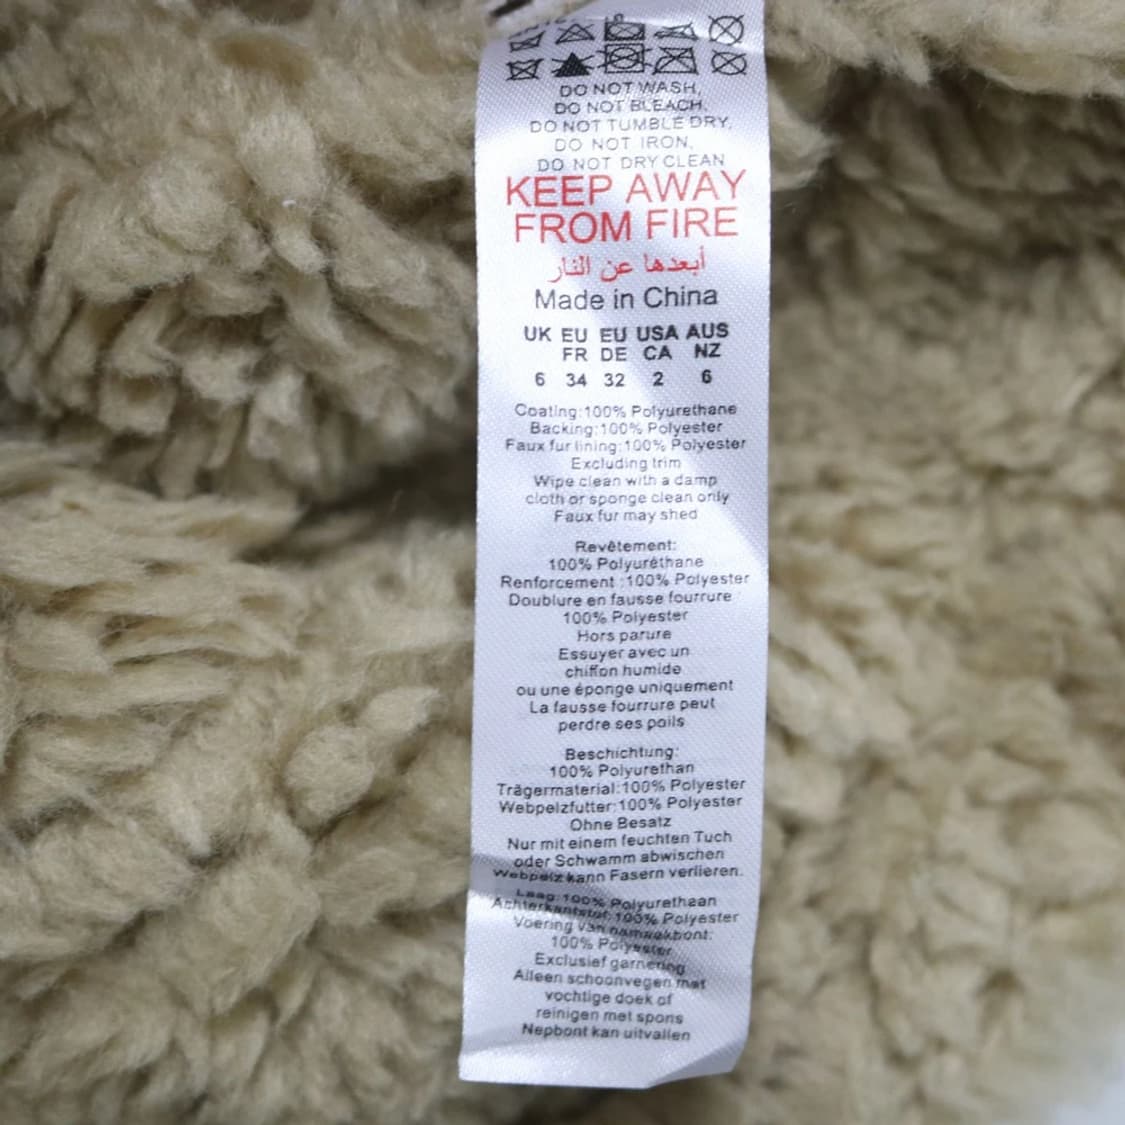 DO NOT WASH,
DO NOT BLEACH,
DO NOT TUMBLE DRY,
DO NOT IRON,
DO NOT DRY CLEAN
KEEP AWAY
FROM FIRE
أبعدها عن النار
Made in China
UK EU EU USA AUS
FR DE CA NZ
6 34 32 2 6
Coating:100% Polyurethane
Backing:100% Polyester
Faux fur lining:100% Polyester
Excluding trim
Wipe clean with a damp
cloth or sponge clean only
Faux fur may shed
Revêtement:
100% Polyuréthane
Renforcement :100% Polyester
Doublure en fausse fourrure
100% Polyester
Hors parure
Essuyer avec un
chiffon humide
ou une éponge uniquement
La fausse fourrure peut
perdre ses poils
Beschichtung:
100% Polyurethan
Trägermaterial:100% Polyester
Webpelzfutter:100% Polyester
Ohne Besatz
Nur mit einem feuchten Tuch
oder Schwamm abwischen
Webpelz kann Fasern verlieren.
Laag:100% Polyurethaan
100% Polyester
Voering van
100% Polyester
Exclusief garnering
Alleen schoonvegen met
vochtige doek of
reinigen met spons
Nepbont kan uitvallen